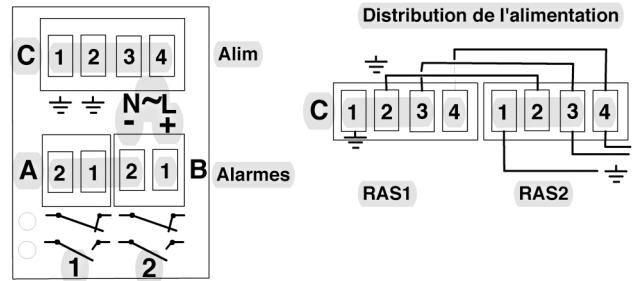 C 1 2 3 4 Alim
N~L
- +
A 2 1 2 1 B Alarmes
1 2
Distribution de l'alimentation
C 1 2 3 4 1 2 3 4
RAS1 RAS2